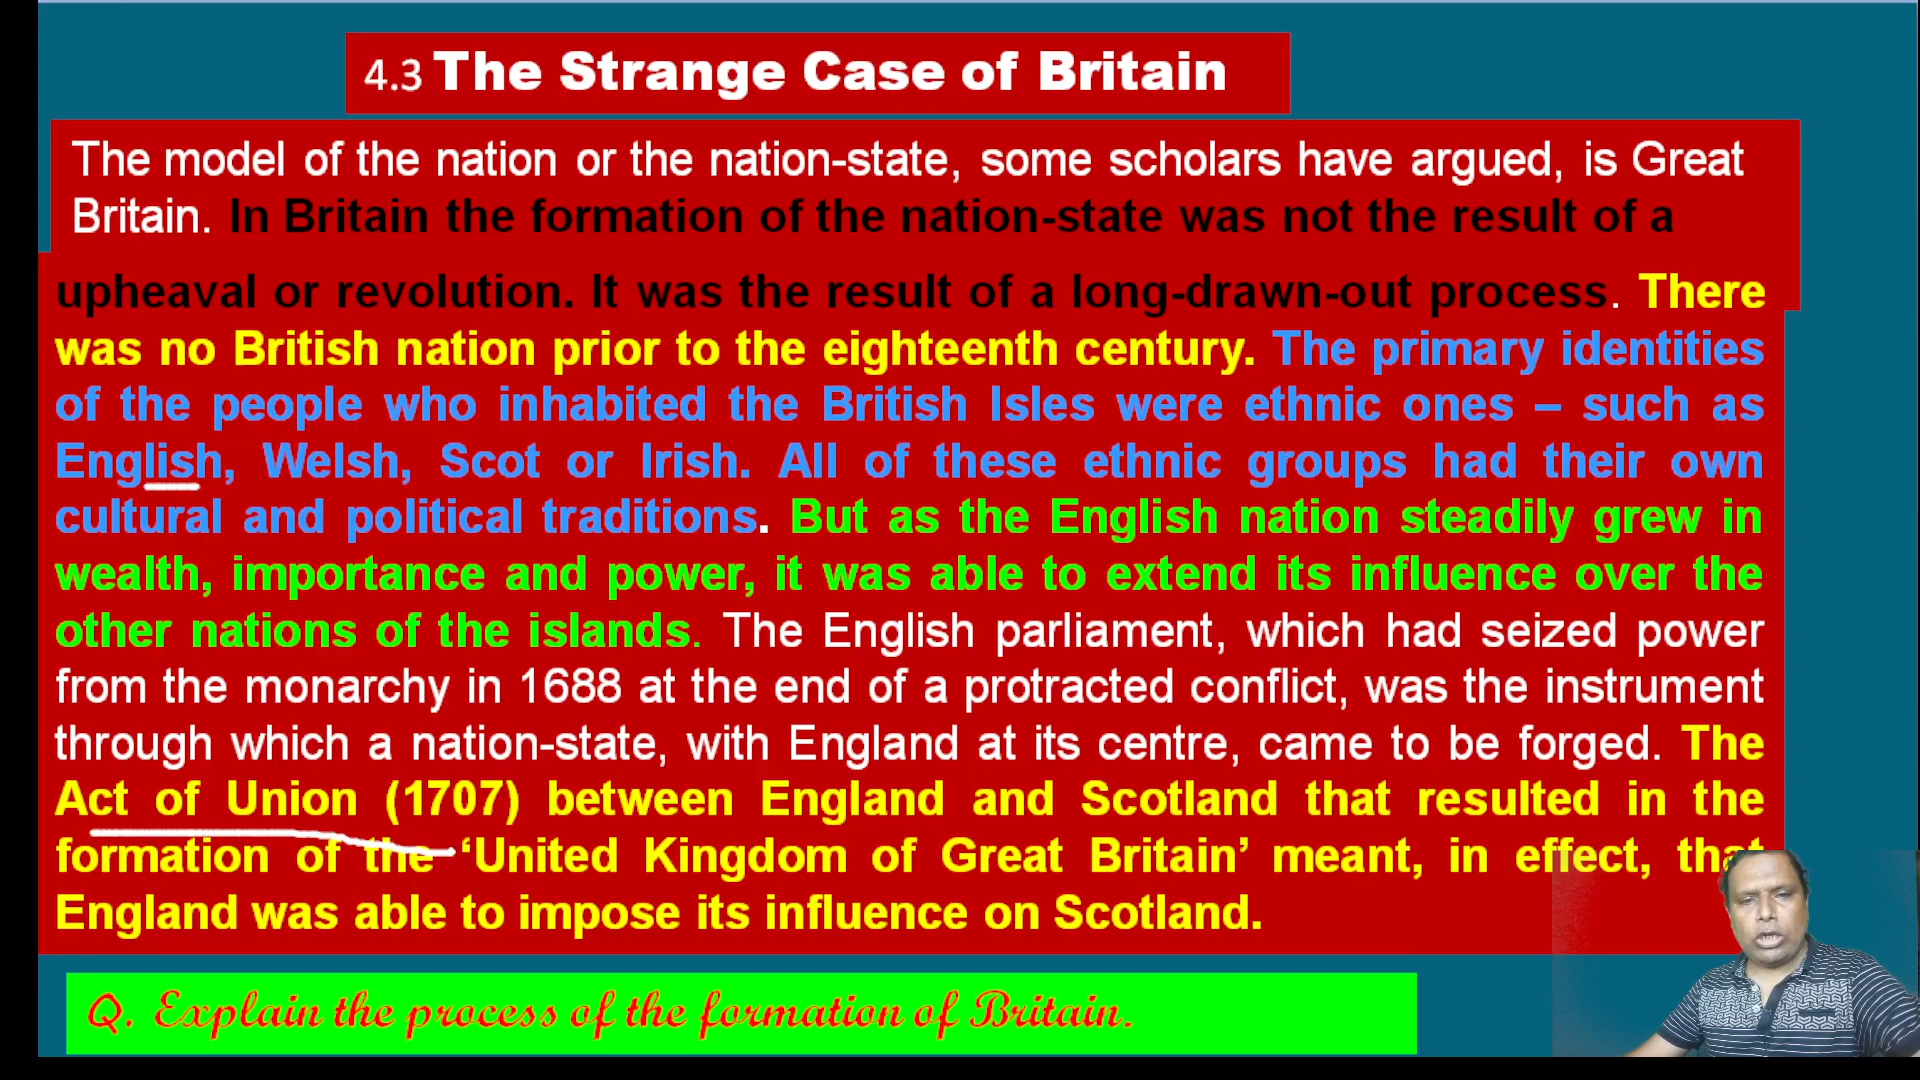 4.3 The Strange Case of Britain
The model of the nation or the nation-state, some scholars have argued, is Great
Britain. In Britain the formation of the nation-state was not the result of a
upheaval or revolution. It was the result of a long-drawn-out process. There
was no British nation prior to the eighteenth century. The primary identities
of the people who inhabited the British Isles were ethnic ones – such as
English, Welsh, Scot or Irish. All of these ethnic groups had their own
cultural and political traditions. But as the English nation steadily grew in
wealth, importance and power, it was able to extend its influence over the
other nations of the islands. The English parliament, which had seized power
from the monarchy in 1688 at the end of a protracted conflict, was the instrument
through which a nation-state, with England at its centre, came to be forged. The
Act of Union (1707) between England and Scotland that resulted in the
formation of the ‘United Kingdom of Great Britain’ meant, in effect, that
England was able to impose its influence on Scotland.
Q. Explain the process of the formation of Britain.